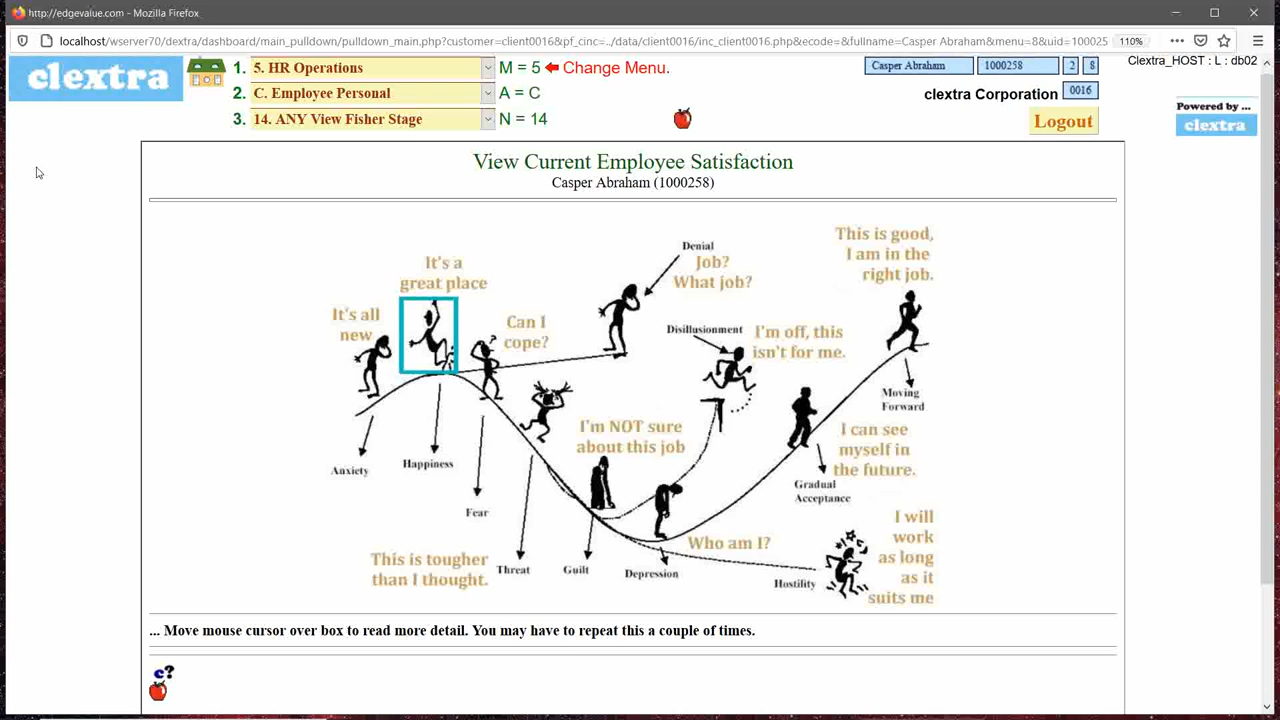 http://edgevalue.com - Mozilla Firefox
localhost/wserver70/dextra/dashboard/main_pulldown/pulldown_main.php?customer=client0016&pf_cinc=../data/client0016/inc_client0016.php&ecode=&fullname=Casper Abraham&menu=8&uid=100025
110%
clextra
1. 5. HR Operations M = 5 Change Menu.
2. C. Employee Personal A = C
3. 14. ANY View Fisher Stage N = 14
Casper Abraham 1000258 2 8
clextra Corporation 0016
Logout
Clextra_HOST : L : db02
Powered by ...
clextra
View Current Employee Satisfaction
Casper Abraham (1000258)
It's all
new
It's a
great place
Can I
cope?
Denial
Job?
What job?
This is good,
I am in the
right job.
Disillusionment
I'm off, this
isn't for me.
Moving
Forward
I'm NOT sure
about this job
I can see
myself in
the future.
Anxiety
Happiness
Fear
Gradual
Acceptance
This is tougher
than I thought.
Threat
Guilt
Depression
Who am I?
Hostility
I will
work
as long
as it
suits me
... Move mouse cursor over box to read more detail. You may have to repeat this a couple of times.
c?